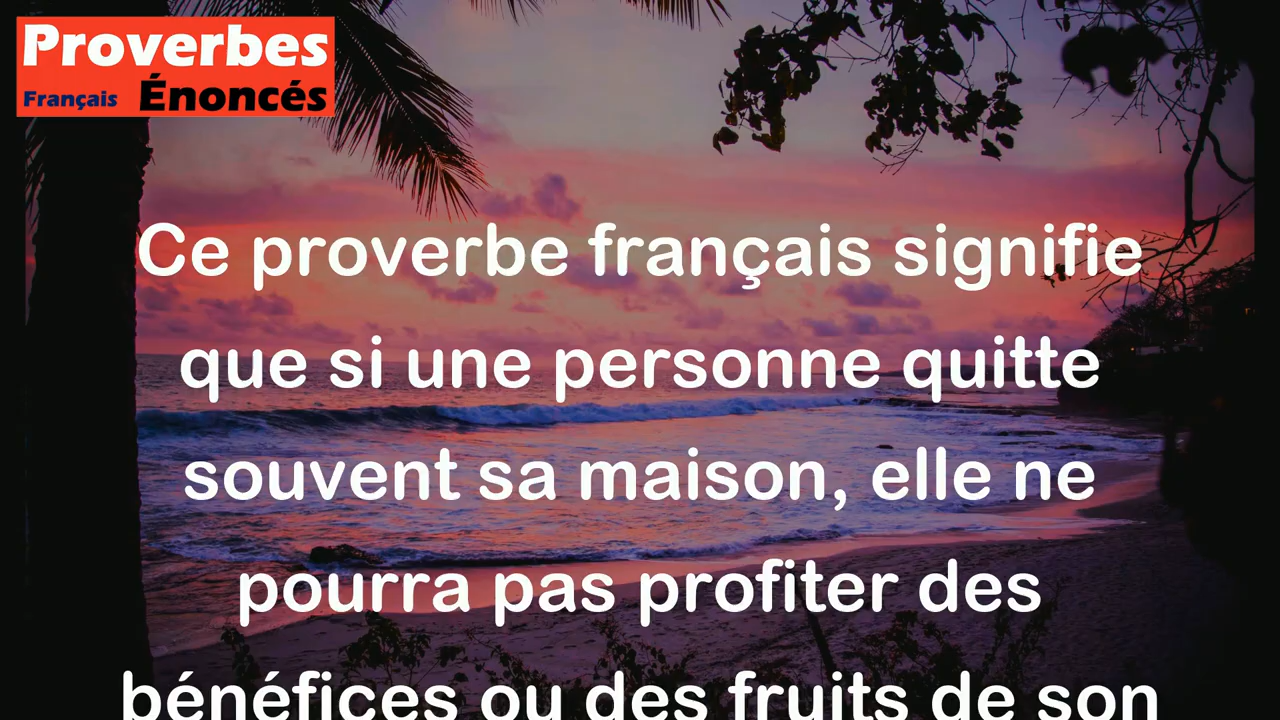 Proverbes
Français Énoncés
Ce proverbe français signifie
que si une personne quitte
souvent sa maison, elle ne
pourra pas profiter des
bénéfices ou des fruits de son